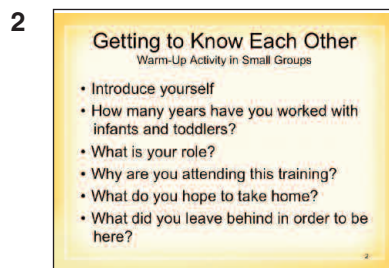 2
Getting to Know Each Other
Warm-Up Activity in Small Groups
• Introduce yourself
• How many years have you worked with
infants and toddlers?
• What is your role?
• Why are you attending this training?
• What do you hope to take home?
• What did you leave behind in order to be
here?
2